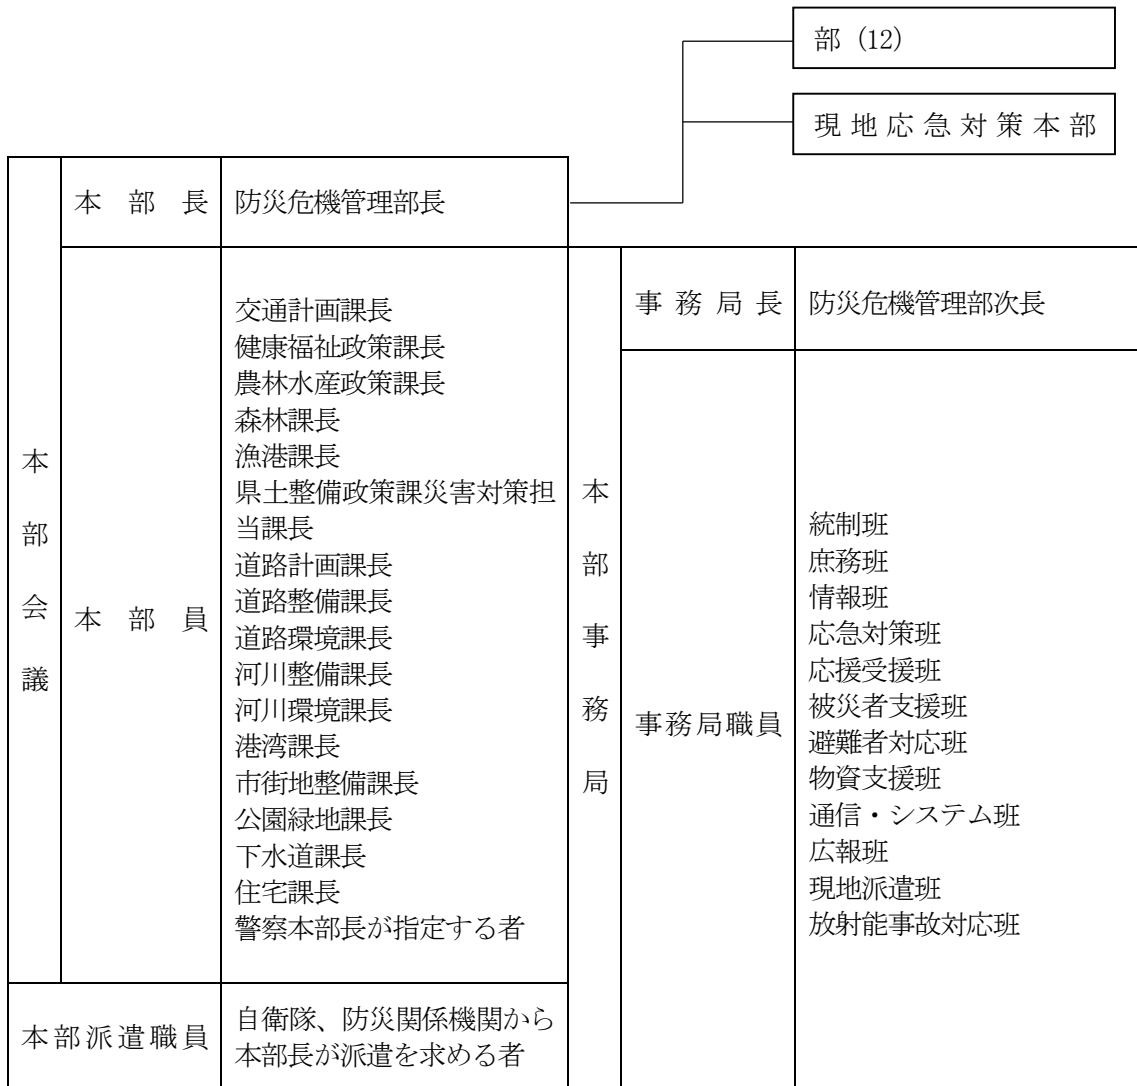 部（12）
現地応急対策本部
本部会議
本部長
防災危機管理部長
本部員
交通計画課長
健康福祉政策課長
農林水産政策課長
森林課長
漁港課長
県土整備政策課災害対策担
当課長
道路計画課長
道路整備課長
道路環境課長
河川整備課長
河川環境課長
港湾課長
市街地整備課長
公園緑地課長
下水道課長
住宅課長
警察本部長が指定する者
本部派遣職員
自衛隊、防災関係機関から
本部長が派遣を求める者
本部事務局
事務局長
防災危機管理部次長
事務局職員
統制班
庶務班
情報班
応急対策班
応援受援班
被災者支援班
避難者対応班
物資支援班
通信・システム班
広報班
現地派遣班
放射能事故対応班